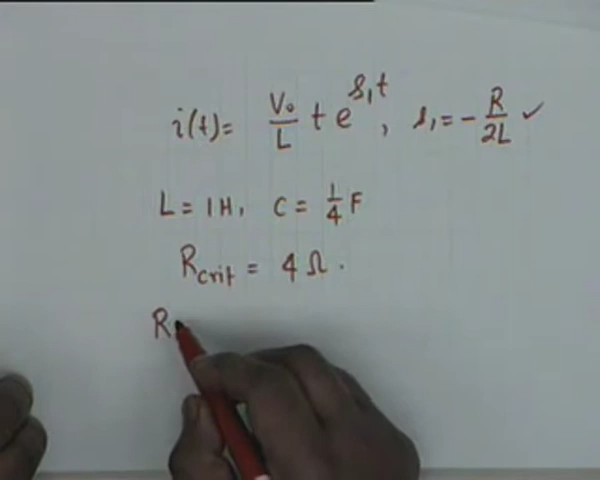 i(t) = V₀/L t e^{s₁t}, s₁ = - R/2L ✓
L = 1H, C = 1/4 F
R_crit = 4 Ω.
R